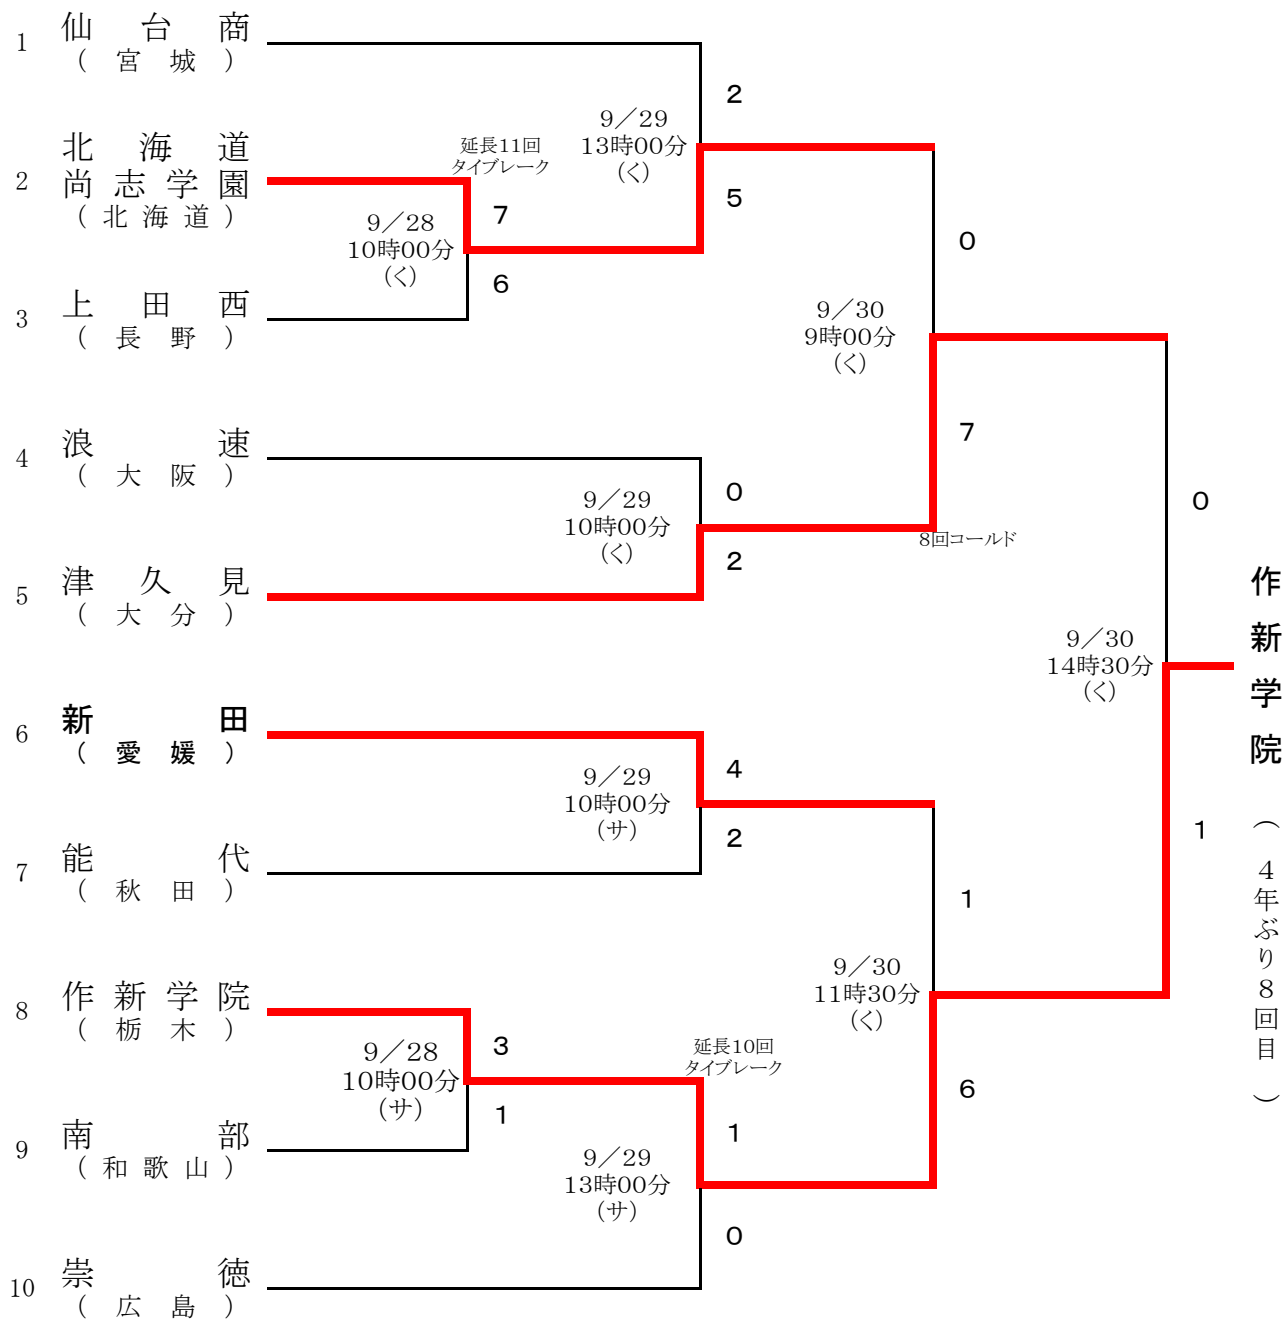 1
仙台商
（宮城）
2
北海道
尚志学園
（北海道）
3
上田西
（長野）
4
浪速
（大阪）
5
津久見
（大分）
6
新田
（愛媛）
7
能代
（秋田）
8
作新学院
（栃木）
9
南部
（和歌山）
10
崇徳
（広島）
延長11回
タイブレーク
9／28
10時00分
(く)
7
6
9／28
10時00分
(サ)
3
1
9／29
13時00分
(く)
2
5
9／29
10時00分
(く)
0
2
9／29
10時00分
(サ)
4
2
延長10回
タイブレーク
9／29
13時00分
(サ)
1
0
9／30
9時00分
(く)
0
7
8回コールド
9／30
11時30分
(く)
1
6
9／30
14時30分
(く)
0
1
作新学院（4年ぶり8回目）